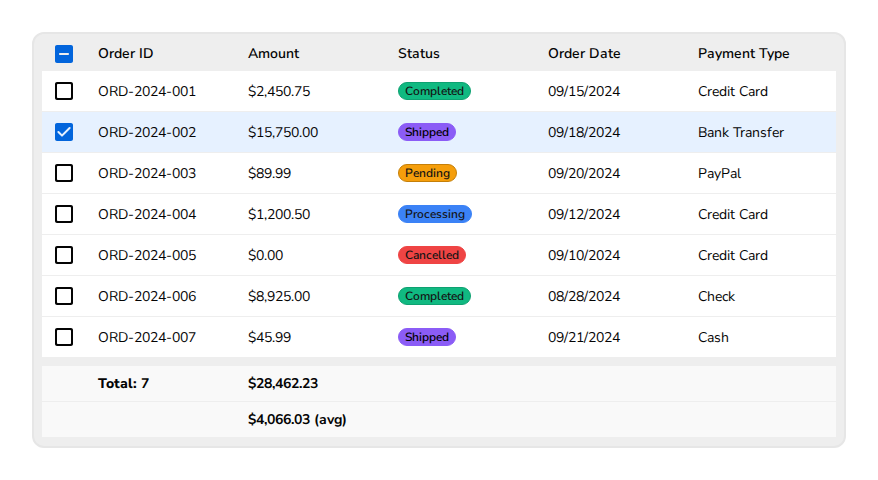 Order ID Amount Status Order Date Payment Type
ORD-2024-001 $2,450.75 Completed 09/15/2024 Credit Card
ORD-2024-002 $15,750.00 Shipped 09/18/2024 Bank Transfer
ORD-2024-003 $89.99 Pending 09/20/2024 PayPal
ORD-2024-004 $1,200.50 Processing 09/12/2024 Credit Card
ORD-2024-005 $0.00 Cancelled 09/10/2024 Credit Card
ORD-2024-006 $8,925.00 Completed 08/28/2024 Check
ORD-2024-007 $45.99 Shipped 09/21/2024 Cash
Total: 7 $28,462.23
$4,066.03 (avg)